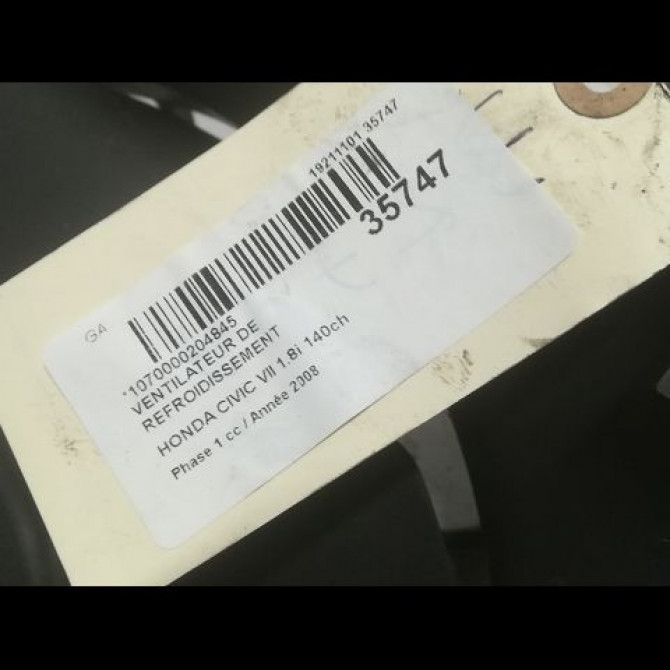 19211101 35747
35747
GA
*1070000204845
VENTILATEUR DE
REFROIDISSEMENT
HONDA CIVIC VII 1.8i 140ch
Phase 1 cc / Année 2008